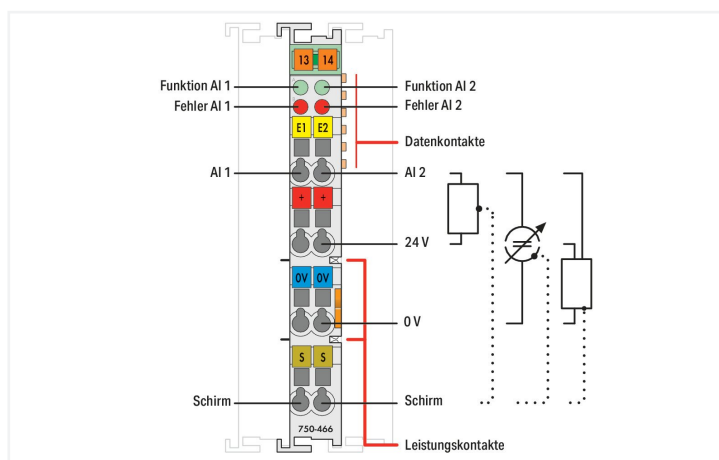 13 14
Funktion AI 1
Funktion AI 2
Fehler AI 1
Fehler AI 2
E1 E2
Datenkontakte
AI 1
AI 2
+ +
24 V
0V 0V
0 V
S S
Schirm
Schirm
750-466
Leistungskontakte